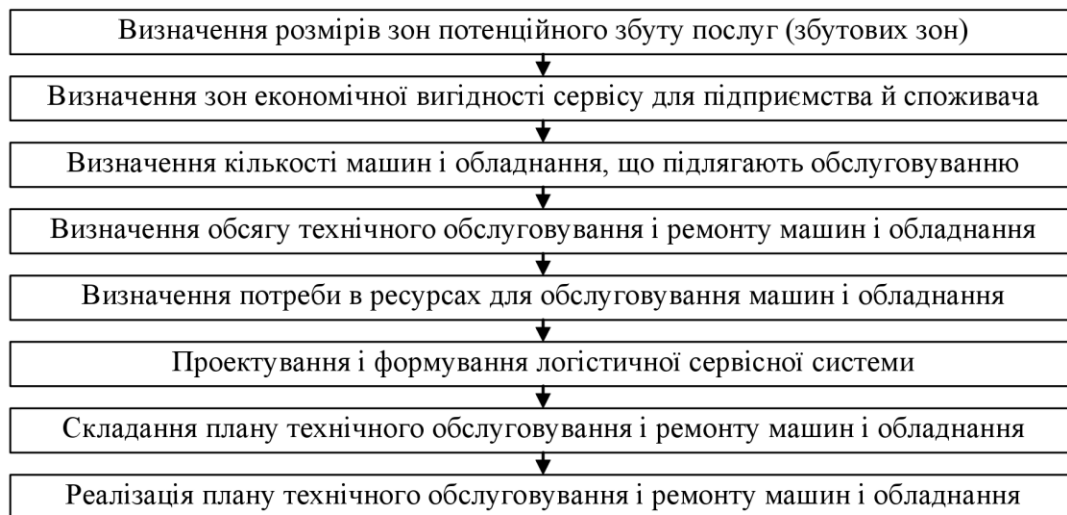 Визначення розмірів зон потенційного збуту послуг (збутових зон)
Визначення зон економічної вигідності сервісу для підприємства й споживача
Визначення кількості машин і обладнання, що підлягають обслуговуванню
Визначення обсягу технічного обслуговування і ремонту машин і обладнання
Визначення потреби в ресурсах для обслуговування машин і обладнання
Проектування і формування логістичної сервісної системи
Складання плану технічного обслуговування і ремонту машин і обладнання
Реалізація плану технічного обслуговування і ремонту машин і обладнання